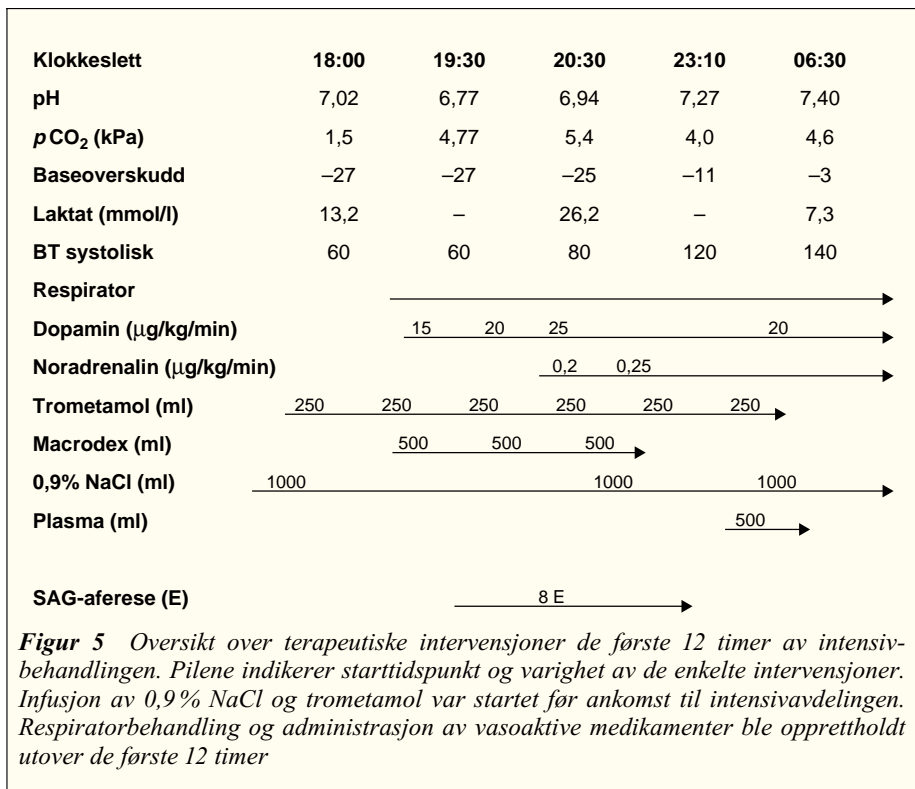 Klokkeslett 18:00 19:30 20:30 23:10 06:30
pH 7,02 6,77 6,94 7,27 7,40
pCO2 (kPa) 1,5 4,77 5,4 4,0 4,6
Baseoverskudd –27 –27 –25 –11 –3
Laktat (mmol/l) 13,2 – 26,2 – 7,3
BT systolisk 60 60 80 120 140
Respirator
Dopamin (µg/kg/min) 15 20 25 20
Noradrenalin (µg/kg/min) 0,2 0,25
Trometamol (ml) 250 250 250 250 250 250
Macrodex (ml) 500 500 500
0,9% NaCl (ml) 1000 1000 1000
Plasma (ml) 500
SAG-aferese (E) 8 E
Figur 5 Oversikt over terapeutiske intervensjoner de første 12 timer av intensiv-
behandlingen. Pilene indikerer starttidspunkt og varighet av de enkelte intervensjoner.
Infusjon av 0,9 % NaCl og trometamol var startet før ankomst til intensivavdelingen.
Respiratorbehandling og administrasjon av vasoaktive medikamenter ble opprettholdt
utover de første 12 timer